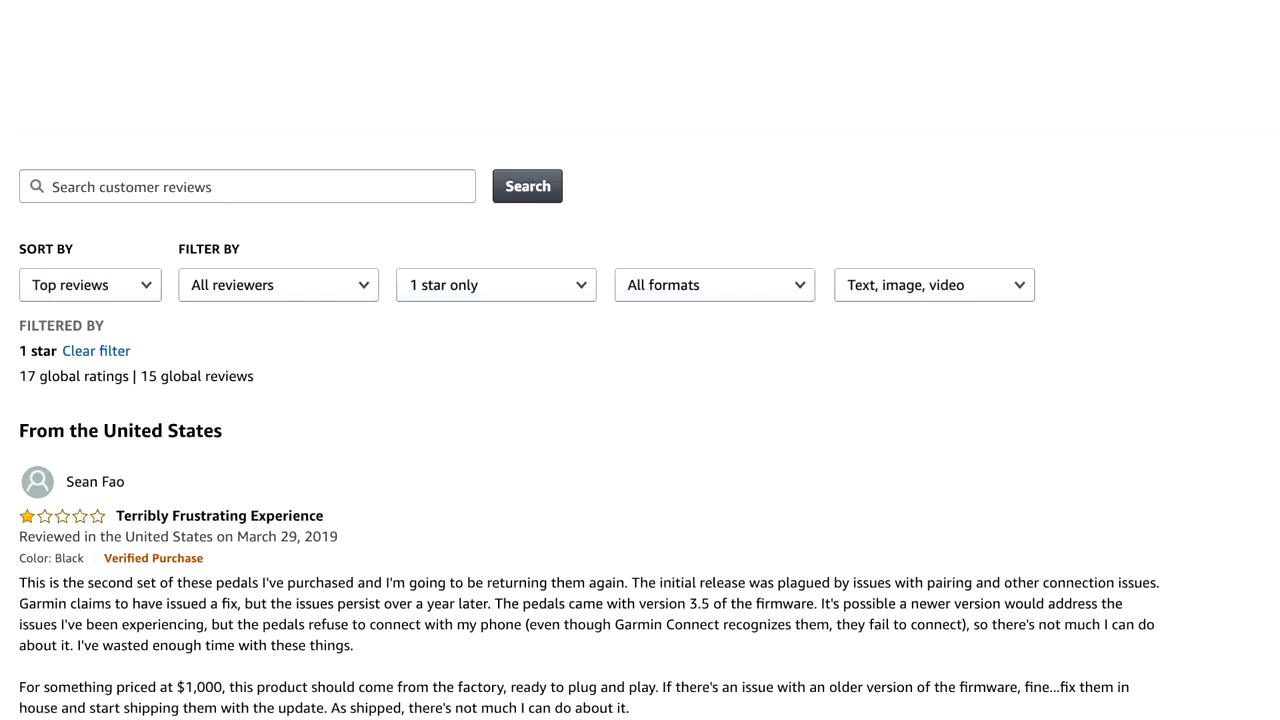 Search customer reviews
Search
SORT BY
FILTER BY
Top reviews
All reviewers
1 star only
All formats
Text, image, video
FILTERED BY
1 star Clear filter
17 global ratings | 15 global reviews
From the United States
Sean Fao
Terribly Frustrating Experience
Reviewed in the United States on March 29, 2019
Color: Black
Verified Purchase
This is the second set of these pedals I've purchased and I'm going to be returning them again. The initial release was plagued by issues with pairing and other connection issues.
Garmin claims to have issued a fix, but the issues persist over a year later. The pedals came with version 3.5 of the firmware. It's possible a newer version would address the
issues I've been experiencing, but the pedals refuse to connect with my phone (even though Garmin Connect recognizes them, they fail to connect), so there's not much I can do
about it. I've wasted enough time with these things.
For something priced at $1,000, this product should come from the factory, ready to plug and play. If there's an issue with an older version of the firmware, fine...fix them in
house and start shipping them with the update. As shipped, there's not much I can do about it.